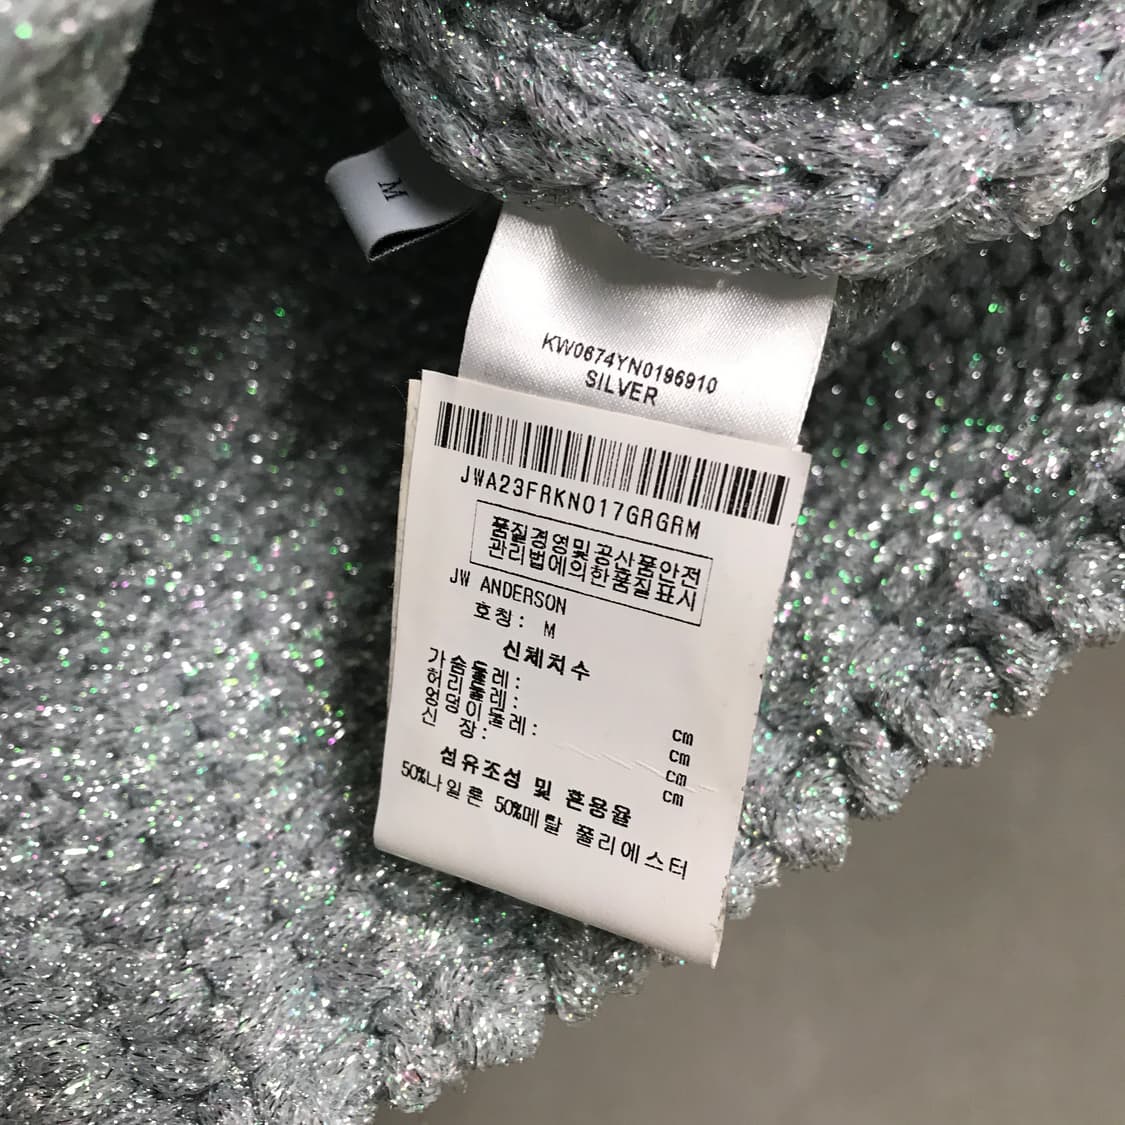 M
KW0674YN0196910
SILVER
JWA23FRKN017GRGRM
품질경영및 공산품안전
관리법에의한품질표시
JW ANDERSON
호칭: M
신체치수
가슴둘레: cm
허리둘레: cm
엉덩이둘레: cm
신 장: cm
섬유조성 및 혼용율
50%나일론 50%메탈 폴리에스터